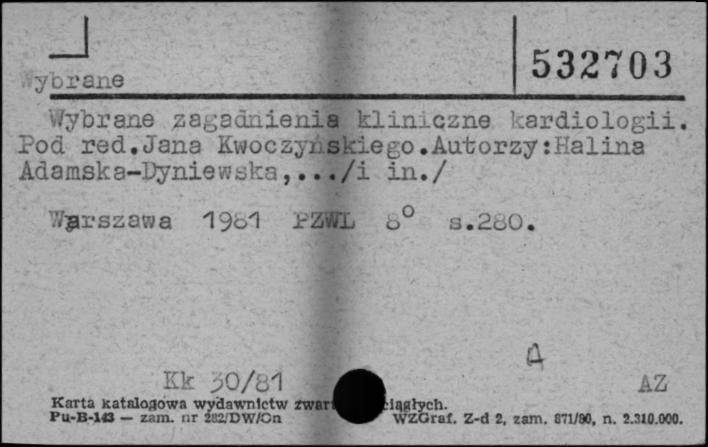 532703
Wybrane
Wybrane zagadnienia kliniczne kardiologii.
Pod red.Jana Kwoczyńskiego.Autorzy:Halina
Adamska-Dyniewska,.../i in./
Warszawa 1981 PZWL 8° s.280.
A
Kk 30/81 AZ
Karta katalogowa wydawnictw zwart ciągłych.
Pu-B-143 — zam. nr 282/DW/On WZGraf. Z-d 2, zam. 871/80, n. 2.310.000.